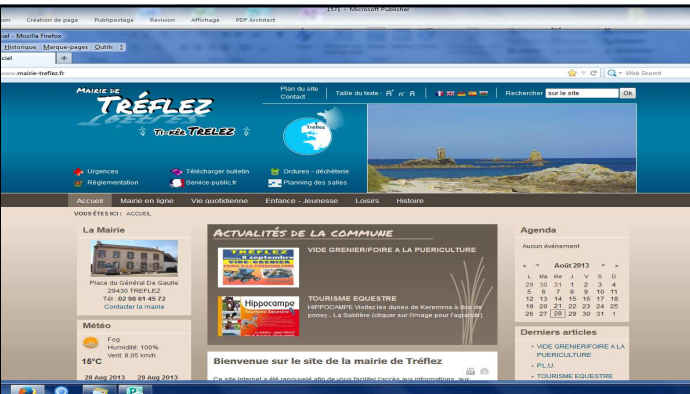 1571 - Microsoft Publisher
Création de page Publipostage Révision Affichage PDF Architect
ciel - Mozilla Firefox
Historique Marque-pages Outils ?
ciel +
www.mairie-treflez.fr
Web Search
MAIRIE DE
TRÉFLEZ
TI-KÊR TRELEZ
Plan du site
Contact
Taille du texte : A+ A- A
Rechercher sur le site Ok
Tréflez
Urgences Télécharger bulletin Ordures - déchèterie
Règlementation Service-public.fr Planning des salles
Accueil Mairie en ligne Vie quotidienne Enfance - Jeunesse Loisirs Histoire
VOUS ÊTES ICI : ACCUEIL
La Mairie
Place du Général De Gaulle
29430 TREFLEZ
Tél : 02 98 61 45 72
Contacter la mairie
Météo
Fog
Humidité: 100%
Vent: 8.05 km/h
15°C
28 Aug 2013 29 Aug 2013
ACTUALITÉS DE LA COMMUNE
TREFLEZ
8 septembre
VIDE-GRENIER
VIDE GRENIER/FOIRE A LA PUERICULTURE
Hippocampe
Tourisme Equestre
TOURISME EQUESTRE
HIPPOCAMPE Visitez les dunes de Keremma à dos de
poney... La Sablière (cliquer sur l'image pour l'agrandir)
Bienvenue sur le site de la mairie de Tréflez
Ce site Internet a été renouvelé afin de vous faciliter l'accès aux informations, aux
Agenda
Aucun événement
« < Août 2013 > »
L Ma Me J V S D
29 30 31 1 2 3 4
5 6 7 8 9 10 11
12 13 14 15 16 17 18
19 20 21 22 23 24 25
26 27 28 29 30 31 1
Derniers articles
VIDE GRENIER/FOIRE A LA
PUERICULTURE
P.L.U.
TOURISME EQUESTRE